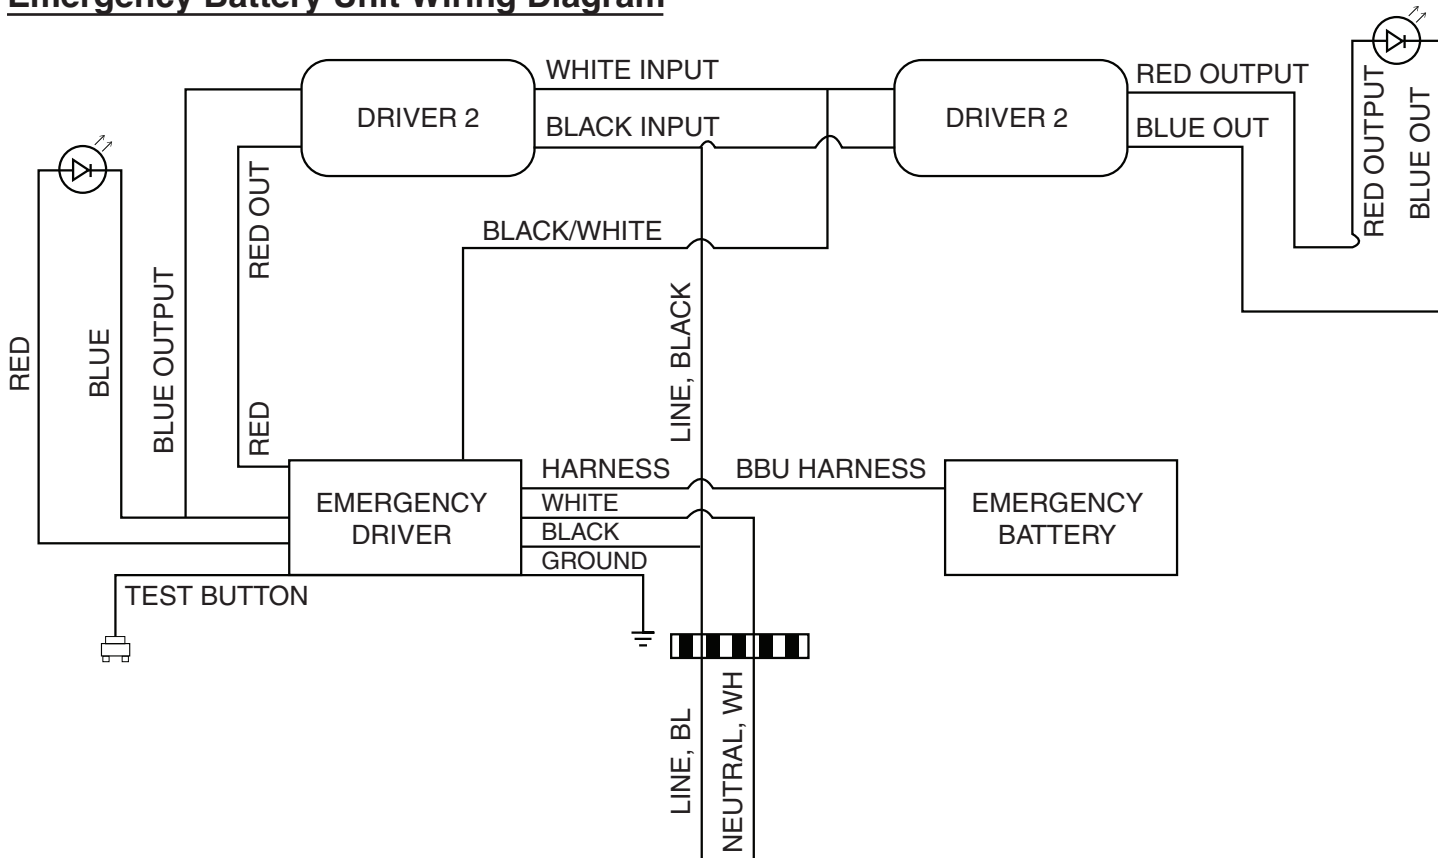 Emergency Battery Unit Wiring Diagram
WHITE INPUT
RED OUTPUT
DRIVER 2
DRIVER 2
BLACK INPUT
BLUE OUT
RED OUTPUT
BLUE OUT
RED OUT
BLACK/WHITE
RED
BLUE
BLUE OUTPUT
RED
LINE, BLACK
HARNESS
BBU HARNESS
EMERGENCY
DRIVER
WHITE
BLACK
GROUND
EMERGENCY
BATTERY
TEST BUTTON
LINE, BL
NEUTRAL, WH